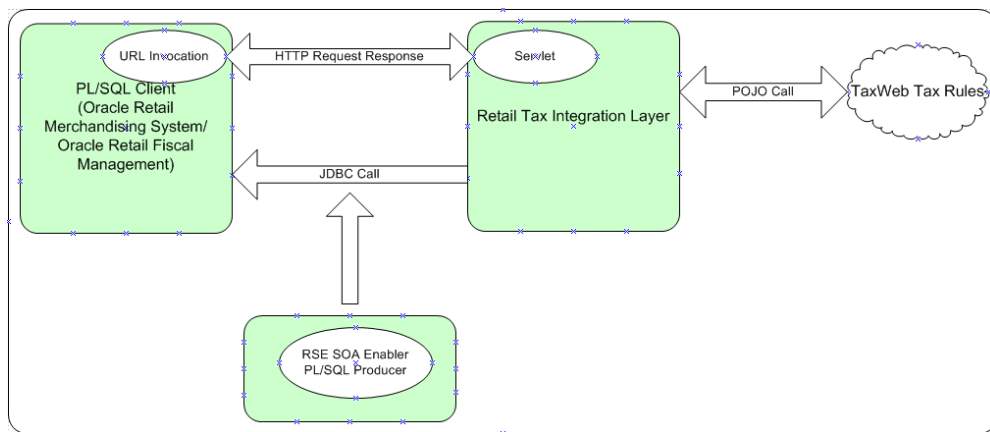 URL Invocation
HTTP Request Response
Servlet
PL/SQL Client
(Oracle Retail
Merchandising System/
Oracle Retail Fiscal
Management)
Retail Tax Integration Layer
POJO Call
TaxWeb Tax Rules
JDBC Call
RSE SOA Enabler
PL/SQL Producer